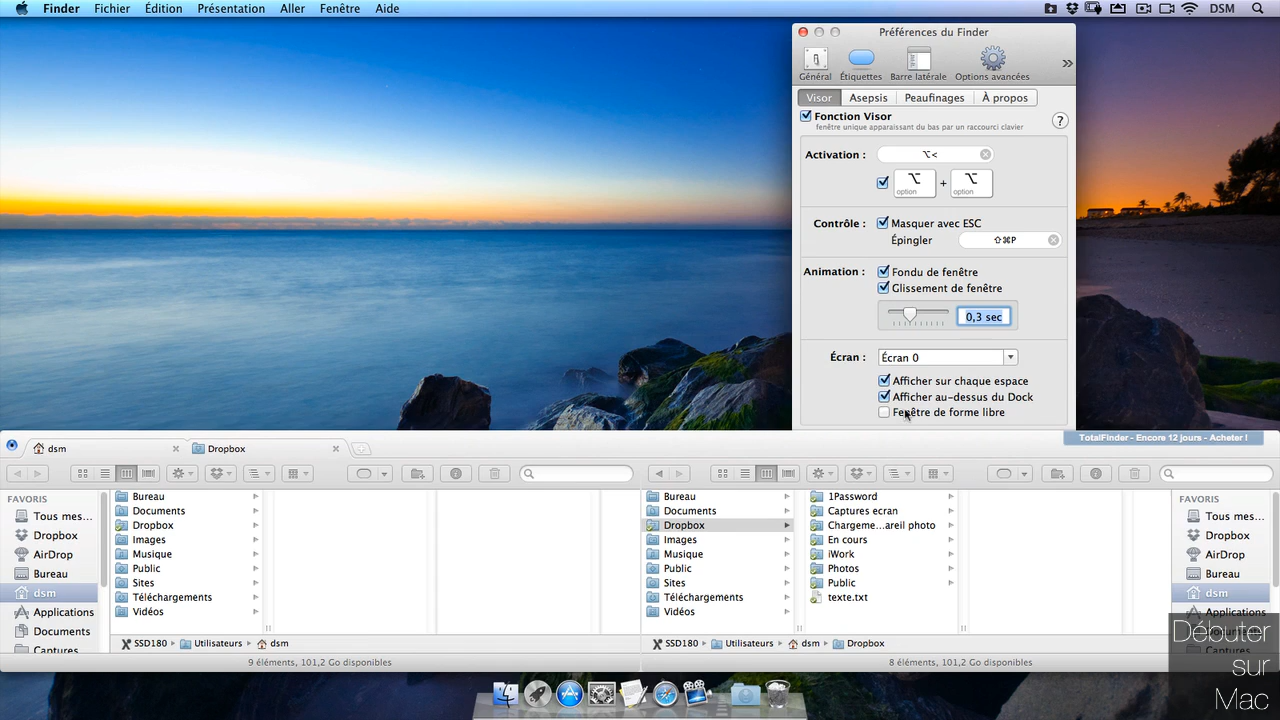 Finder Fichier Édition Présentation Aller Fenêtre Aide DSM
Préférences du Finder
Général Étiquettes Barre latérale Options avancées
Visor Asepsis Peaufinages À propos
Fonction Visor
fenêtre unique apparaissant du bas par un raccourci clavier
?
Activation : ⌥<
⌥ option + ⌥ option
Contrôle : Masquer avec ESC
Épingler ⇧⌘P
Animation : Fondu de fenêtre
Glissement de fenêtre
0,3 sec
Écran : Écran 0
Afficher sur chaque espace
Afficher au-dessus du Dock
Fenêtre de forme libre
TotalFinder - Encore 12 jours - Acheter !
dsm Dropbox
FAVORIS
Tous mes...
Dropbox
AirDrop
Bureau
dsm
Applications
Documents
Captures
Bureau
Documents
Dropbox
Images
Musique
Public
Sites
Téléchargements
Vidéos
SSD180 Utilisateurs dsm
9 éléments, 101,2 Go disponibles
Bureau
Documents
Dropbox
Images
Musique
Public
Sites
Téléchargements
Vidéos
1Password
Captures ecran
Chargeme...areil photo
En cours
iWork
Photos
Public
texte.txt
SSD180 Utilisateurs dsm Dropbox
8 éléments, 101,2 Go disponibles
FAVORIS
Tous mes...
Dropbox
AirDrop
Bureau
dsm
Applications
Documents
Captures
Débuter
sur
Mac